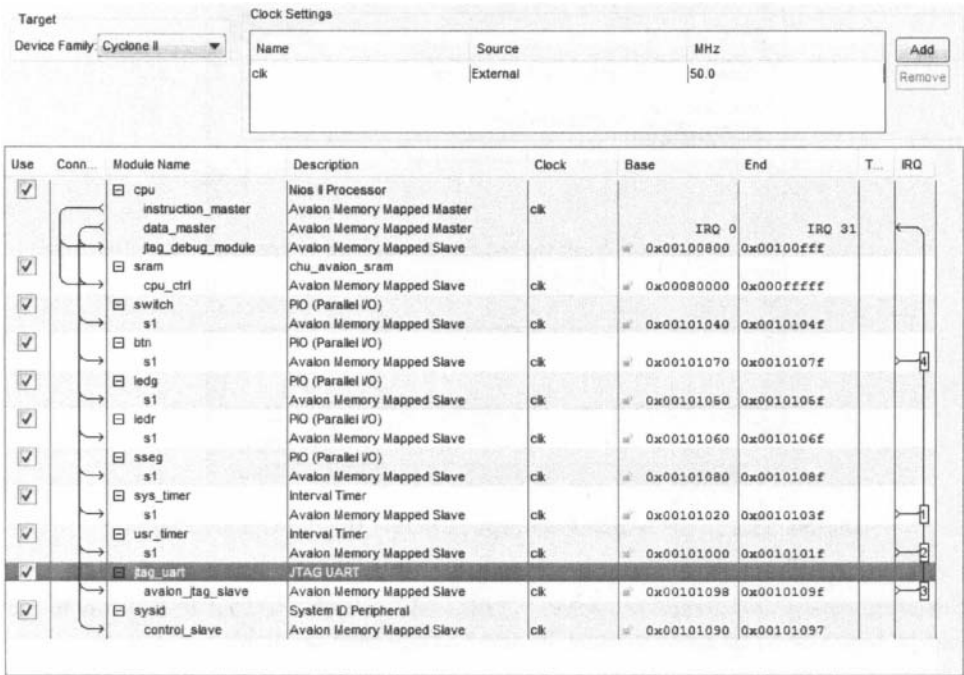 Target
Clock Settings
Device Family: Cyclone II
Name Source MHz
clk External 50.0
Add
Remove
Use Conn... Module Name Description Clock Base End T... IRQ
cpu Nios II Processor
instruction_master Avalon Memory Mapped Master clk
data_master Avalon Memory Mapped Master IRQ 0 IRQ 31
jtag_debug_module Avalon Memory Mapped Slave 0x00100800 0x00100fff
sram chu_avalon_sram
cpu_ctrl Avalon Memory Mapped Slave clk 0x00080000 0x000fffff
switch PIO (Parallel I/O)
s1 Avalon Memory Mapped Slave clk 0x00101040 0x0010104f
btn PIO (Parallel I/O)
s1 Avalon Memory Mapped Slave clk 0x00101070 0x0010107f 4
ledg PIO (Parallel I/O)
s1 Avalon Memory Mapped Slave clk 0x00101050 0x0010105f
ledr PIO (Parallel I/O)
s1 Avalon Memory Mapped Slave clk 0x00101060 0x0010106f
sseg PIO (Parallel I/O)
s1 Avalon Memory Mapped Slave clk 0x00101080 0x0010108f
sys_timer Interval Timer
s1 Avalon Memory Mapped Slave clk 0x00101020 0x0010103f 1
usr_timer Interval Timer
s1 Avalon Memory Mapped Slave clk 0x00101000 0x0010101f 2
jtag_uart JTAG UART
avalon_jtag_slave Avalon Memory Mapped Slave clk 0x00101098 0x0010109f 3
sysid System ID Peripheral
control_slave Avalon Memory Mapped Slave clk 0x00101090 0x00101097